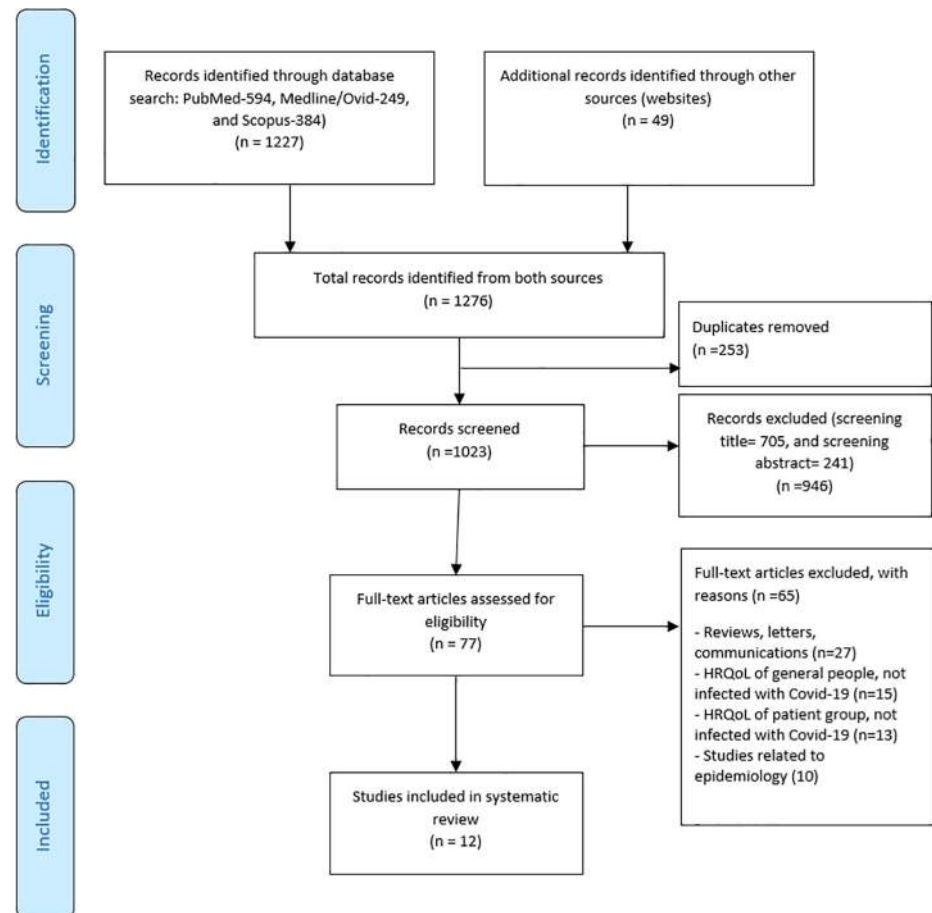 Identification
Records identified through database
search: PubMed-594, Medline/Ovid-249,
and Scopus-384)
(n = 1227)
Additional records identified through other
sources (websites)
(n = 49)
Screening
Total records identified from both sources
(n = 1276)
Duplicates removed
(n =253)
Records screened
(n =1023)
Records excluded (screening
title= 705, and screening
abstract= 241)
(n =946)
Eligibility
Full-text articles assessed for
eligibility
(n = 77)
Full-text articles excluded, with
reasons (n =65)
- Reviews, letters,
communications (n=27)
- HRQoL of general people, not
infected with Covid-19 (n=15)
- HRQoL of patient group, not
infected with Covid-19 (n=13)
- Studies related to
epidemiology (10)
Included
Studies included in systematic
review
(n = 12)